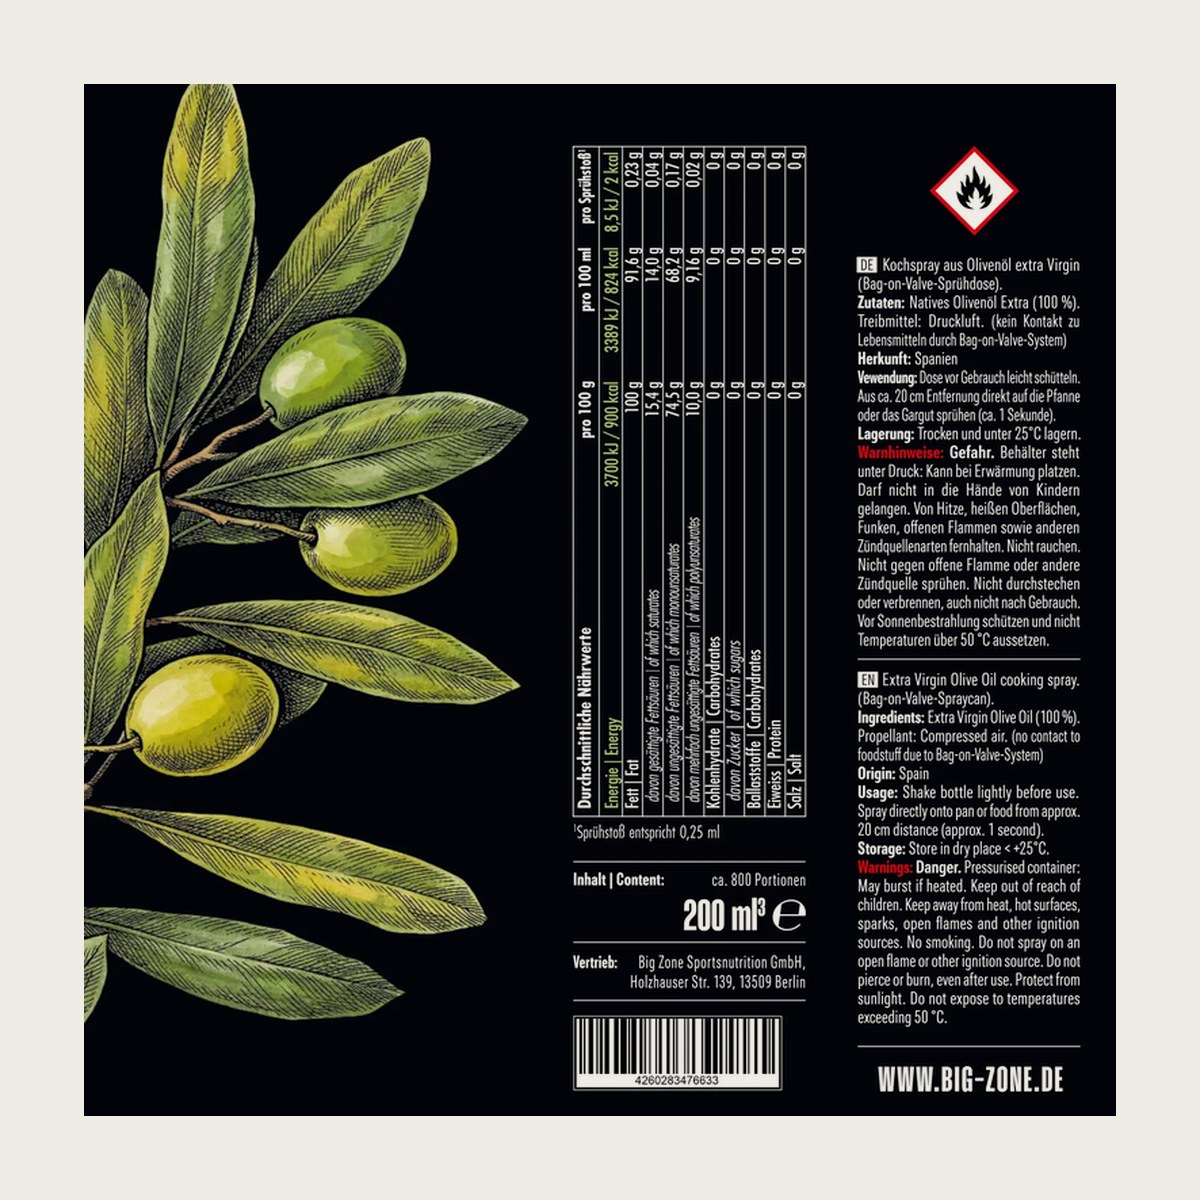 Durchschnittliche Nährwerte pro 100 g pro 100 ml pro Sprühstoß¹
Energie | Energy 3700 kJ / 900 kcal 3389 kJ / 824 kcal 8,5 kJ / 2 kcal
Fett | Fat 100 g 91,6 g 0,23 g
davon gesättigte Fettsäuren | of which saturates 15,4 g 14,0 g 0,04 g
davon ungesättigte Fettsäuren | of which monounsaturates 74,5 g 68,2 g 0,17 g
davon mehrfach ungesättigte Fettsäuren | of which polyunsaturates 10,0 g 9,16 g 0,02 g
Kohlenhydrate | Carbohydrates 0 g 0 g 0 g
davon Zucker | of which sugars 0 g 0 g 0 g
Ballaststoffe | Carbohydrates 0 g 0 g 0 g
Eiweiss | Protein 0 g 0 g 0 g
Salz | Salt 0 g 0 g 0 g
¹Sprühstoß entspricht 0,25 ml
Inhalt | Content: ca. 800 Portionen
200 ml³ ℮
Vertrieb: Big Zone Sportsnutrition GmbH,
Holzhauser Str. 139, 13509 Berlin
4260283476633
DE Kochspray aus Olivenöl extra Virgin
(Bag-on-Valve-Sprühdose).
Zutaten: Natives Olivenöl Extra (100 %).
Treibmittel: Druckluft. (kein Kontakt zu
Lebensmitteln durch Bag-on-Valve-System)
Herkunft: Spanien
Vewendung: Dose vor Gebrauch leicht schütteln.
Aus ca. 20 cm Entfernung direkt auf die Pfanne
oder das Gargut sprühen (ca. 1 Sekunde).
Lagerung: Trocken und unter 25°C lagern.
Warnhinweise: Gefahr. Behälter steht
unter Druck: Kann bei Erwärmung platzen.
Darf nicht in die Hände von Kindern
gelangen. Von Hitze, heißen Oberflächen,
Funken, offenen Flammen sowie anderen
Zündquellenarten fernhalten. Nicht rauchen.
Nicht gegen offene Flamme oder andere
Zündquelle sprühen. Nicht durchstechen
oder verbrennen, auch nicht nach Gebrauch.
Vor Sonnenbestrahlung schützen und nicht
Temperaturen über 50 °C aussetzen.
EN Extra Virgin Olive Oil cooking spray.
(Bag-on-Valve-Spraycan).
Ingredients: Extra Virgin Olive Oil (100 %).
Propellant: Compressed air. (no contact to
foodstuff due to Bag-on-Valve-System)
Origin: Spain
Usage: Shake bottle lightly before use.
Spray directly onto pan or food from approx.
20 cm distance (approx. 1 second).
Storage: Store in dry place < +25°C.
Warnings: Danger. Pressurised container:
May burst if heated. Keep out of reach of
children. Keep away from heat, hot surfaces,
sparks, open flames and other ignition
sources. No smoking. Do not spray on an
open flame or other ignition source. Do not
pierce or burn, even after use. Protect from
sunlight. Do not expose to temperatures
exceeding 50 °C.
WWW.BIG-ZONE.DE